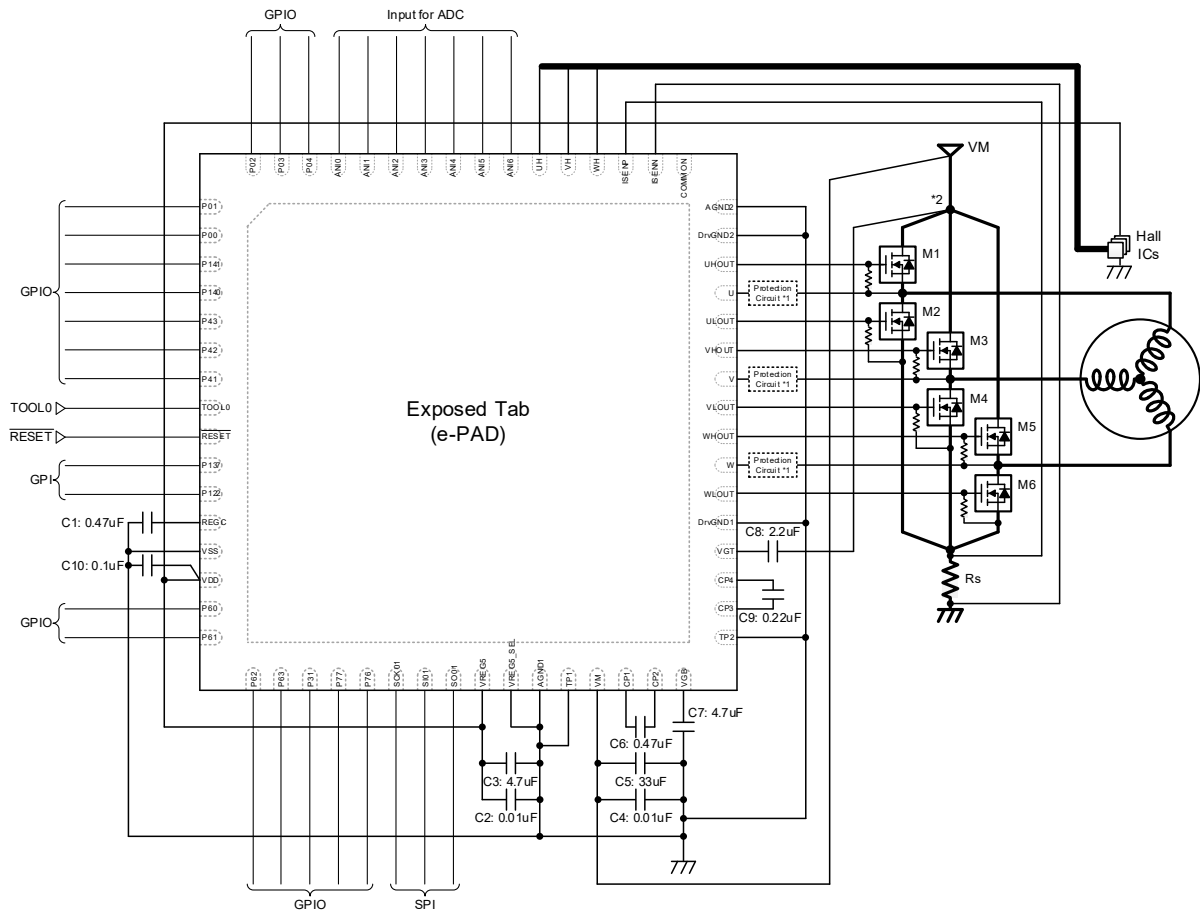 GPIO
Input for ADC
P02
P03
P04
ANI0
ANI1
ANI2
ANI3
ANI4
ANI5
ANI6
UH
VH
WH
ISENP
ISENN
COMMON
VM
*2
Hall
ICs
GPIO
P01
P00
P141
P140
P43
P42
P41
TOOL0
TOOL0
RESET
RESET
GPI
P137
P122
C1: 0.47uF
REGC
VSS
C10: 0.1uF
VDD
GPIO
P60
P61
Exposed Tab
(e-PAD)
AGND2
DrvGND2
UHOUT
U
ULOUT
VHOUT
V
VLOUT
WHOUT
W
WLOUT
DrvGND1
VGT
CP4
CP3
TP2
Protection
Circuit *1
Protection
Circuit *1
Protection
Circuit *1
M1
M2
M3
M4
M5
M6
C8: 2.2uF
C9: 0.22uF
Rs
P62
P63
P31
P77
P76
SCK01
SI01
SO01
VREG5
VREG5_SEL
AGND1
TP1
VM
CP1
CP2
VGB
C7: 4.7uF
C6: 0.47uF
C3: 4.7uF
C5: 33uF
C2: 0.01uF
C4: 0.01uF
GPIO
SPI